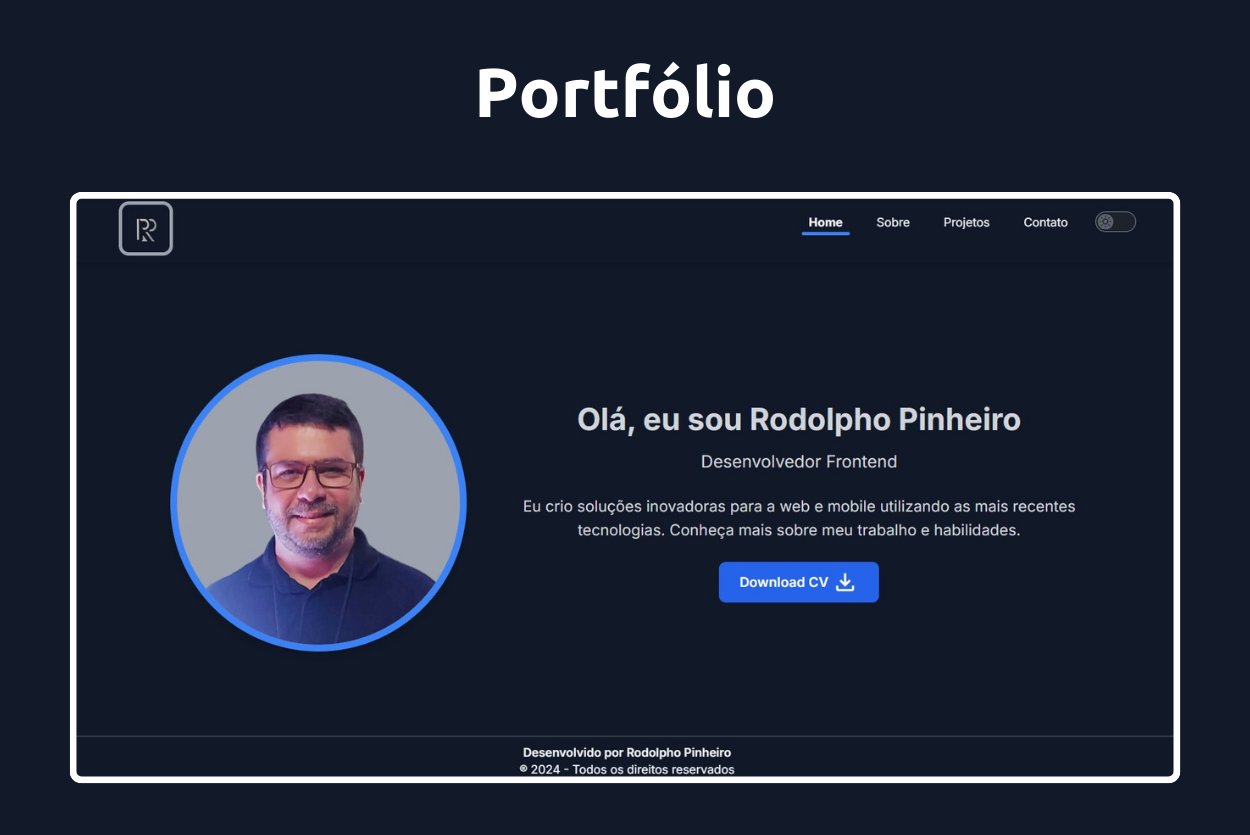 Portfólio
Home Sobre Projetos Contato
Olá, eu sou Rodolpho Pinheiro
Desenvolvedor Frontend
Eu crio soluções inovadoras para a web e mobile utilizando as mais recentes
tecnologias. Conheça mais sobre meu trabalho e habilidades.
Download CV
Desenvolvido por Rodolpho Pinheiro
® 2024 - Todos os direitos reservados